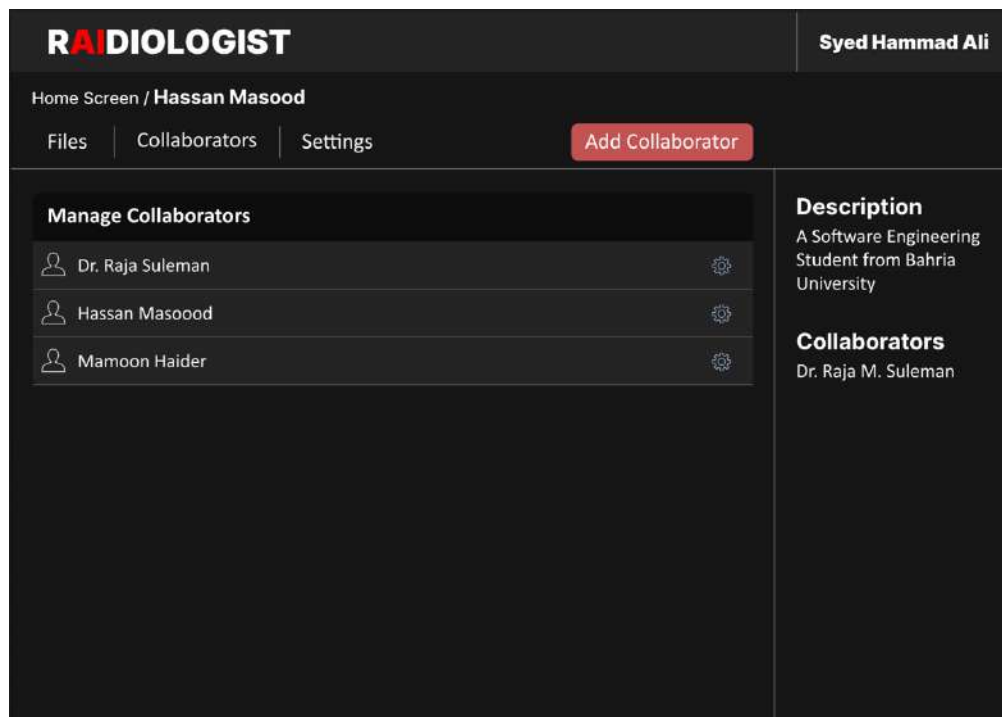 RAIDIOLOGIST
Syed Hammad Ali
Home Screen / Hassan Masood
Files
Collaborators
Settings
Add Collaborator
Manage Collaborators
Dr. Raja Suleman
Hassan Masoood
Mamoon Haider
Description
A Software Engineering
Student from Bahria
University
Collaborators
Dr. Raja M. Suleman